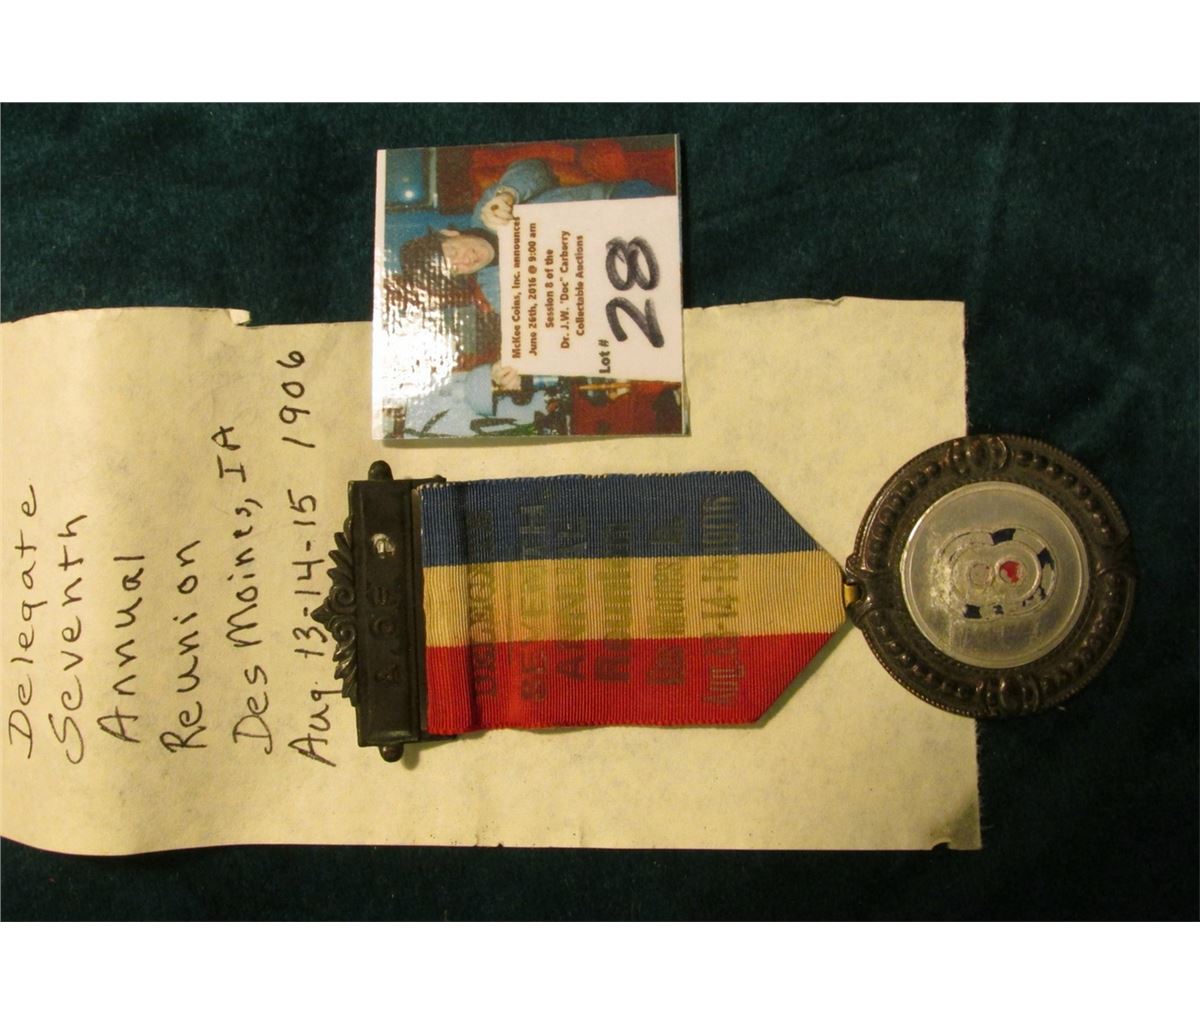 Delegate
Seventh
Annual
Reunion
Des Moines, IA
Aug 13-14-15 1906
McKee Coins, Inc. announces
June 26th, 2016 @ 9:00 am
Session 8 of the
Dr. J.W. "Doc" Carberry
Collectable Auctions
Lot # 28
SEVENTH
ANNUAL
Reunion
Des Moines, Ia.
Aug. 13-14-15